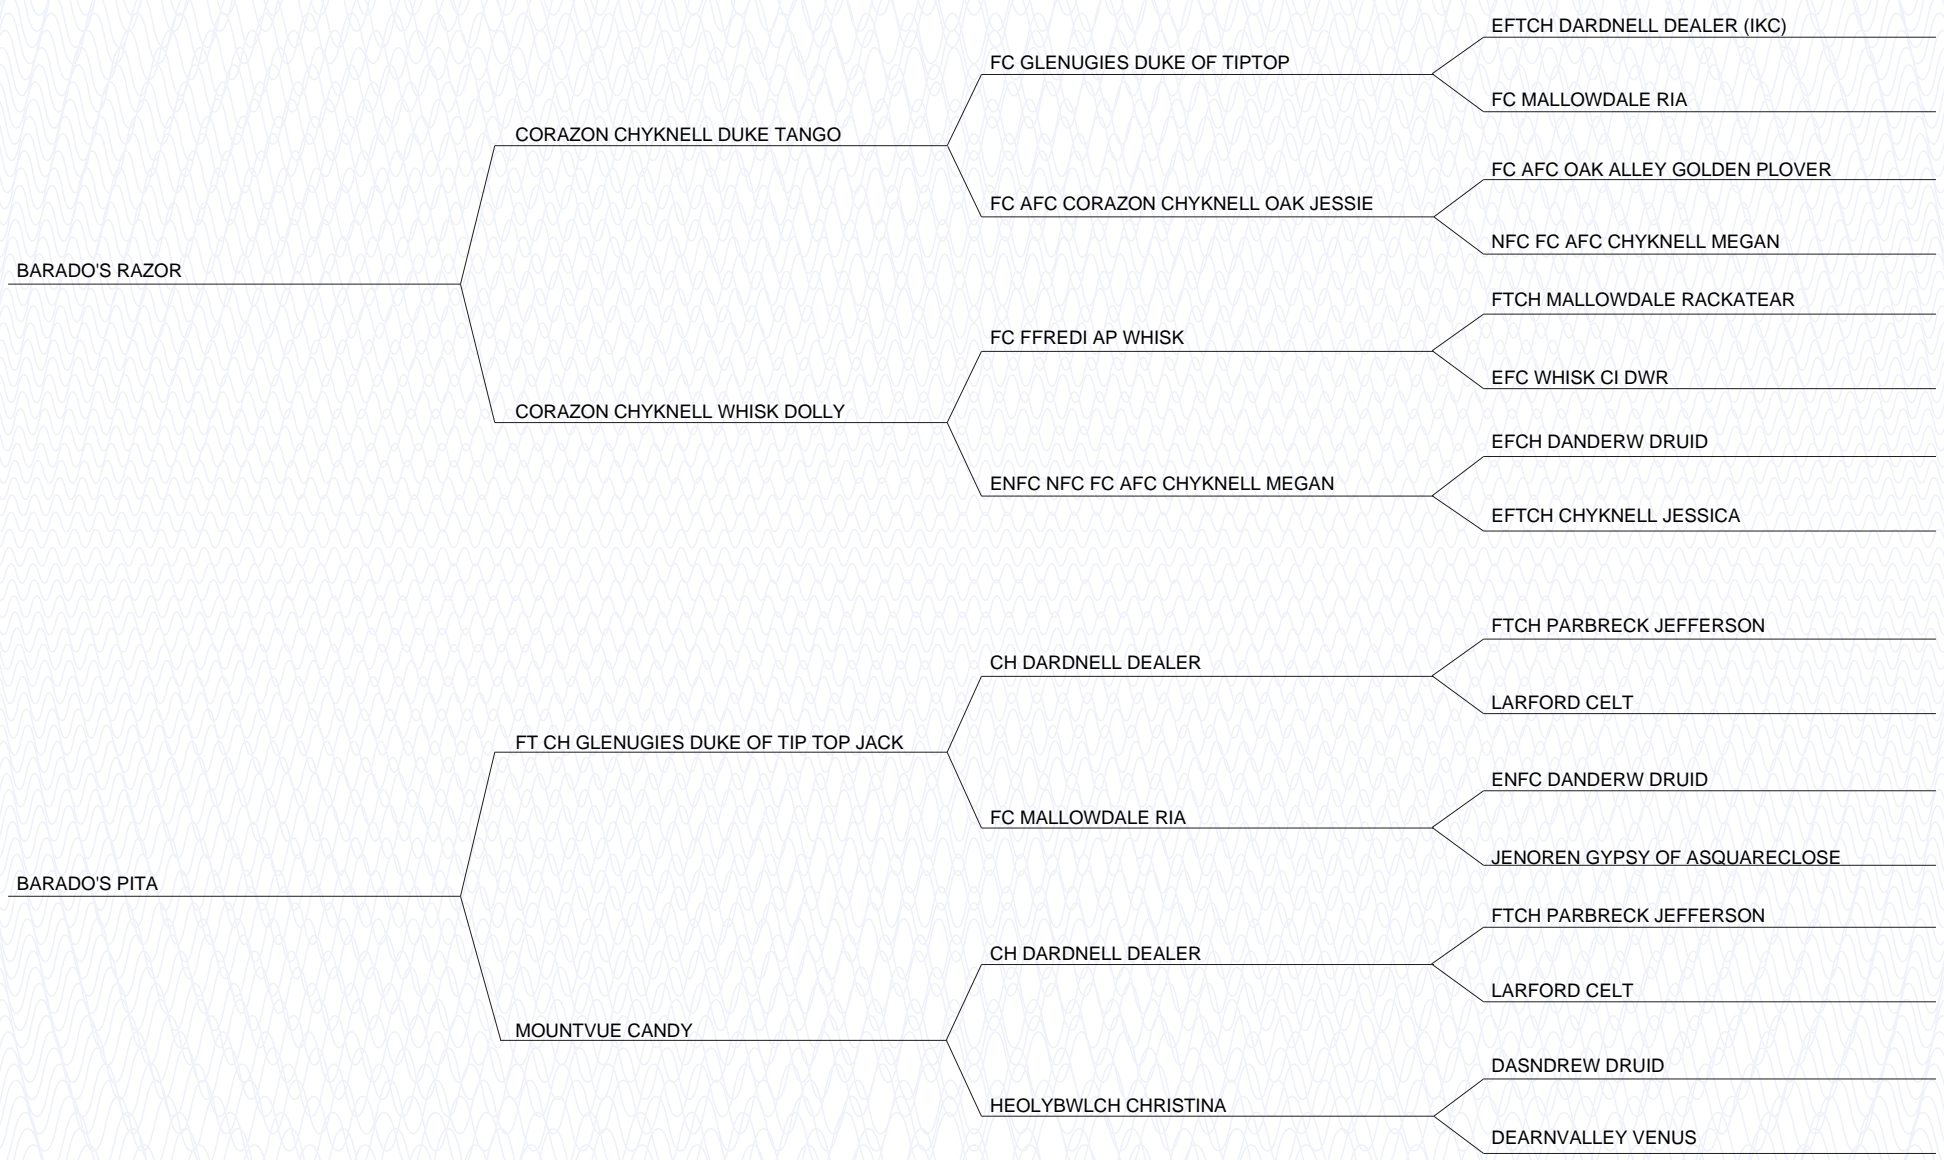 EFTCH DARDNELL DEALER (IKC)
FC GLENUGIES DUKE OF TIPTOP
FC MALLOWDALE RIA
CORAZON CHYKNELL DUKE TANGO
FC AFC OAK ALLEY GOLDEN PLOVER
FC AFC CORAZON CHYKNELL OAK JESSIE
NFC FC AFC CHYKNELL MEGAN
BARADO'S RAZOR
FTCH MALLOWDALE RACKATEAR
FC FFREDI AP WHISK
EFC WHISK CI DWR
CORAZON CHYKNELL WHISK DOLLY
EFCH DANDERW DRUID
ENFC NFC FC AFC CHYKNELL MEGAN
EFTCH CHYKNELL JESSICA
FTCH PARBRECK JEFFERSON
CH DARDNELL DEALER
LARFORD CELT
FT CH GLENUGIES DUKE OF TIP TOP JACK
ENFC DANDERW DRUID
FC MALLOWDALE RIA
JENOREN GYPSY OF ASQUARECLOSE
BARADO'S PITA
FTCH PARBRECK JEFFERSON
CH DARDNELL DEALER
LARFORD CELT
MOUNTVUE CANDY
DASNDREW DRUID
HEOLYBWLCH CHRISTINA
DEARNVALLEY VENUS